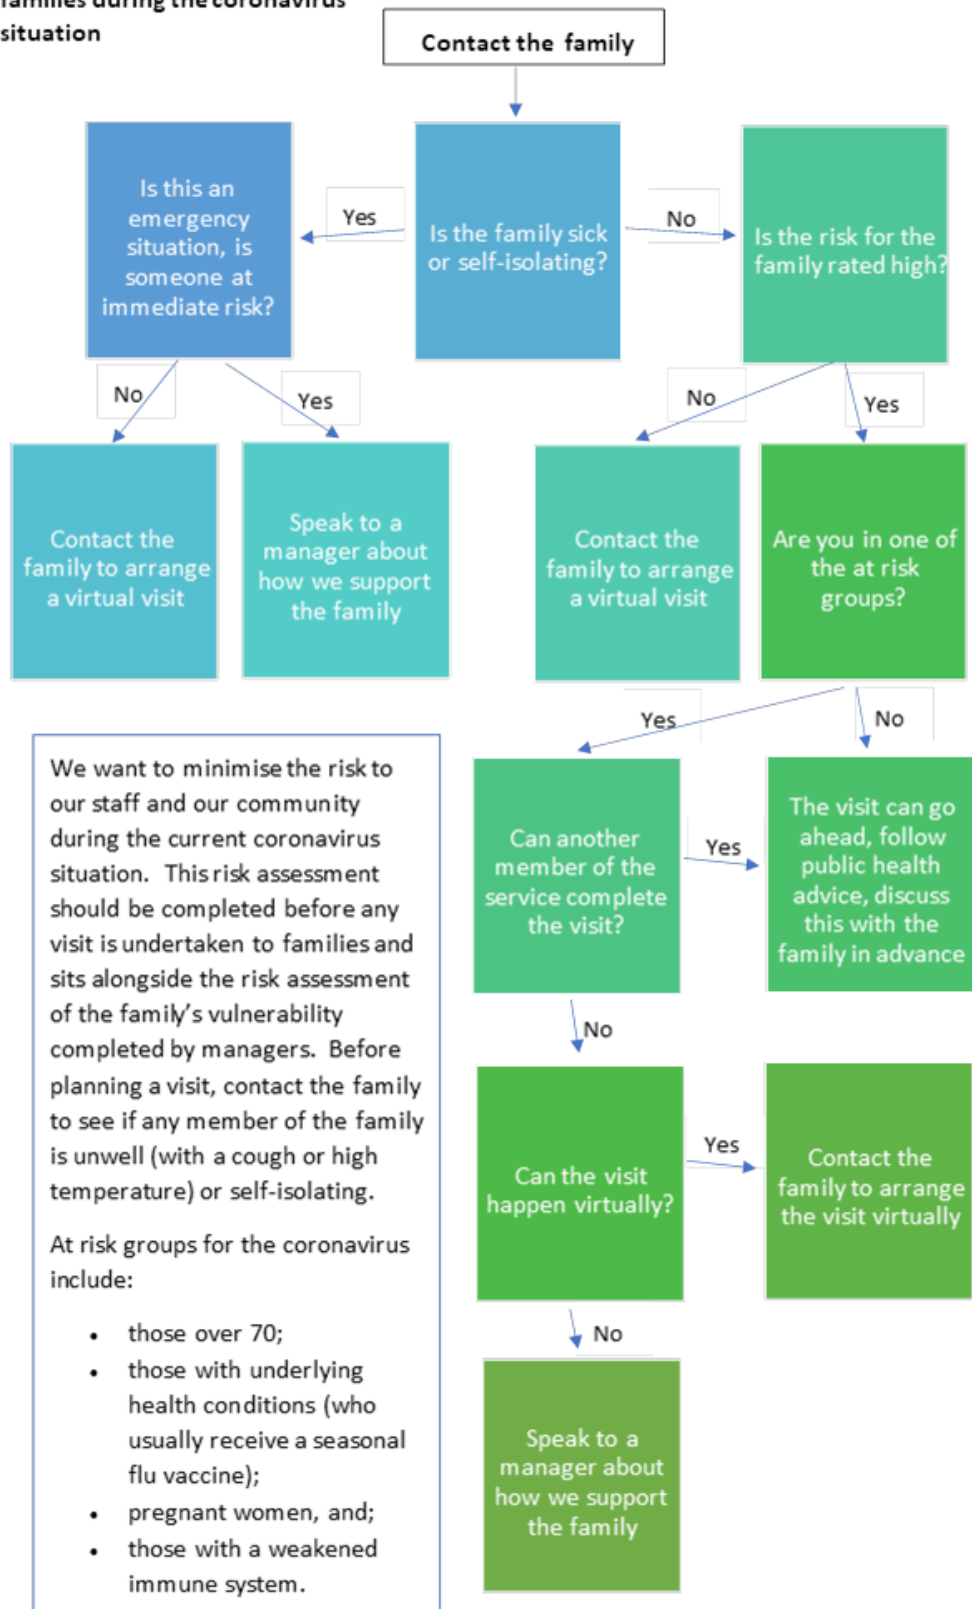 families during the coronavirus
situation
Contact the family
Is this an
emergency
situation, is
someone at
immediate risk?
Yes
Is the family sick
or self-isolating?
No
Is the risk for the
family rated high?
No
Yes
No
Yes
Contact the
family to arrange
a virtual visit
Speak to a
manager about
how we support
the family
Contact the
family to arrange
a virtual visit
Are you in one of
the at risk
groups?
Yes
No
We want to minimise the risk to
our staff and our community
during the current coronavirus
situation.  This risk assessment
should be completed before any
visit is undertaken to families and
sits alongside the risk assessment
of the family's vulnerability
completed by managers.  Before
planning a visit, contact the family
to see if any member of the family
is unwell (with a cough or high
temperature) or self-isolating.
At risk groups for the coronavirus
include:
• those over 70;
• those with underlying
health conditions (who
usually receive a seasonal
flu vaccine);
• pregnant women, and;
• those with a weakened
immune system.
Can another
member of the
service complete
the visit?
Yes
The visit can go
ahead, follow
public health
advice, discuss
this with the
family in advance
No
Can the visit
happen virtually?
Yes
Contact the
family to arrange
the visit virtually
No
Speak to a
manager about
how we support
the family